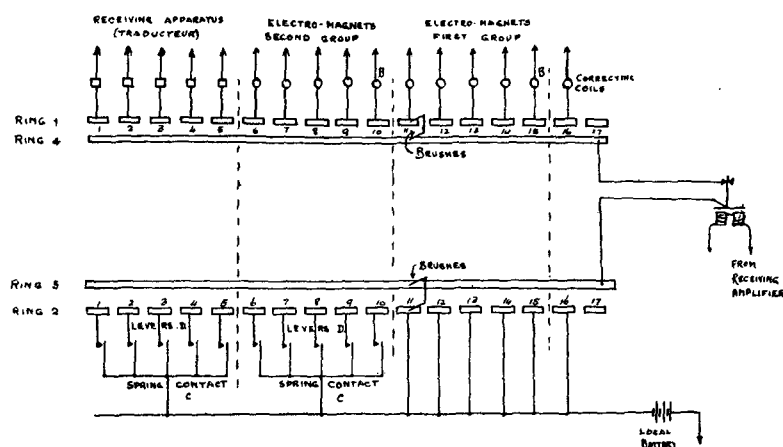 RECEIVING APPARATUS
(TRADUCTEUR)
ELECTRO-MAGNETS
SECOND GROUP
ELECTRO-MAGNETS
FIRST GROUP
B
B
CORRECTING
COILS
RING 1
1 2 3 4 5 6 7 8 9 10 11 12 13 14 15 16 17
RING 4
BRUSHES
FROM
RECEIVING
AMPLIFIER
BRUSHES
RING 3
RING 2
1 2 3 4 5 6 7 8 9 10 11 12 13 14 15 16 17
LEVERS.D
LEVERS D.
SPRING CONTACT
C
SPRING CONTACT
C
LOCAL
BATTERY